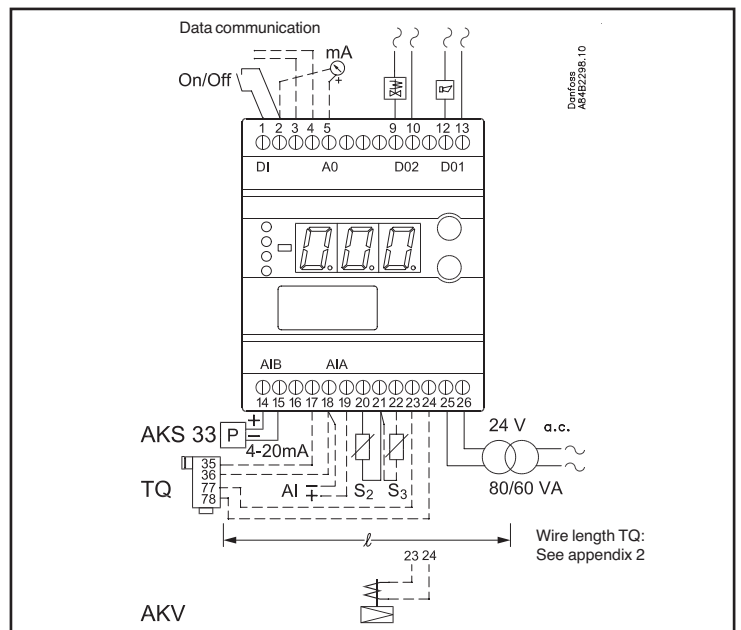 Data communication
mA
+
On/Off
Danfoss
A84B2298.10
1 2 3 4 5 9 10 12 13
DI A0 D02 D01
0.0.0.
AIB AIA
14 15 16 17 18 19 20 21 22 23 24 25 26
AKS 33 P + −
4-20mA
24 V a.c.
80/60 VA
TQ
35
36
77
78
AI − +
S2 S3
ℓ
Wire length TQ:
See appendix 2
23 24
AKV